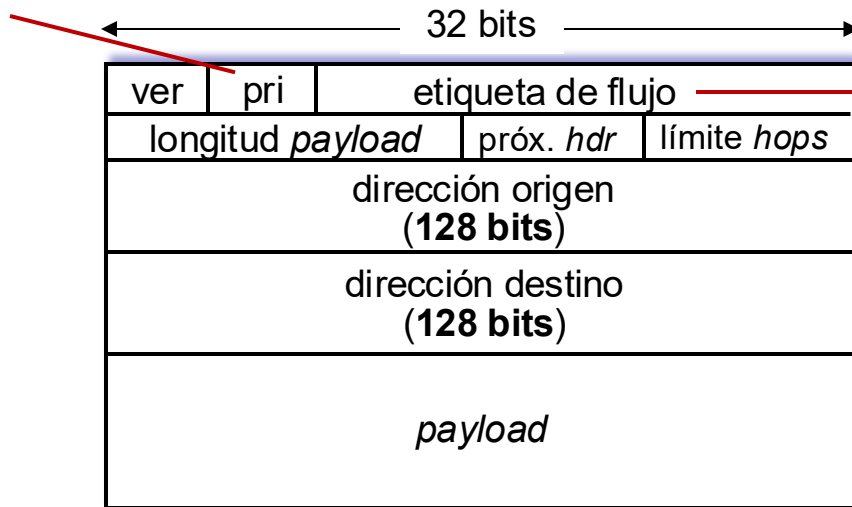 32 bits
ver pri etiqueta de flujo
longitud payload próx. hdr límite hops
dirección origen
(128 bits)
dirección destino
(128 bits)
payload